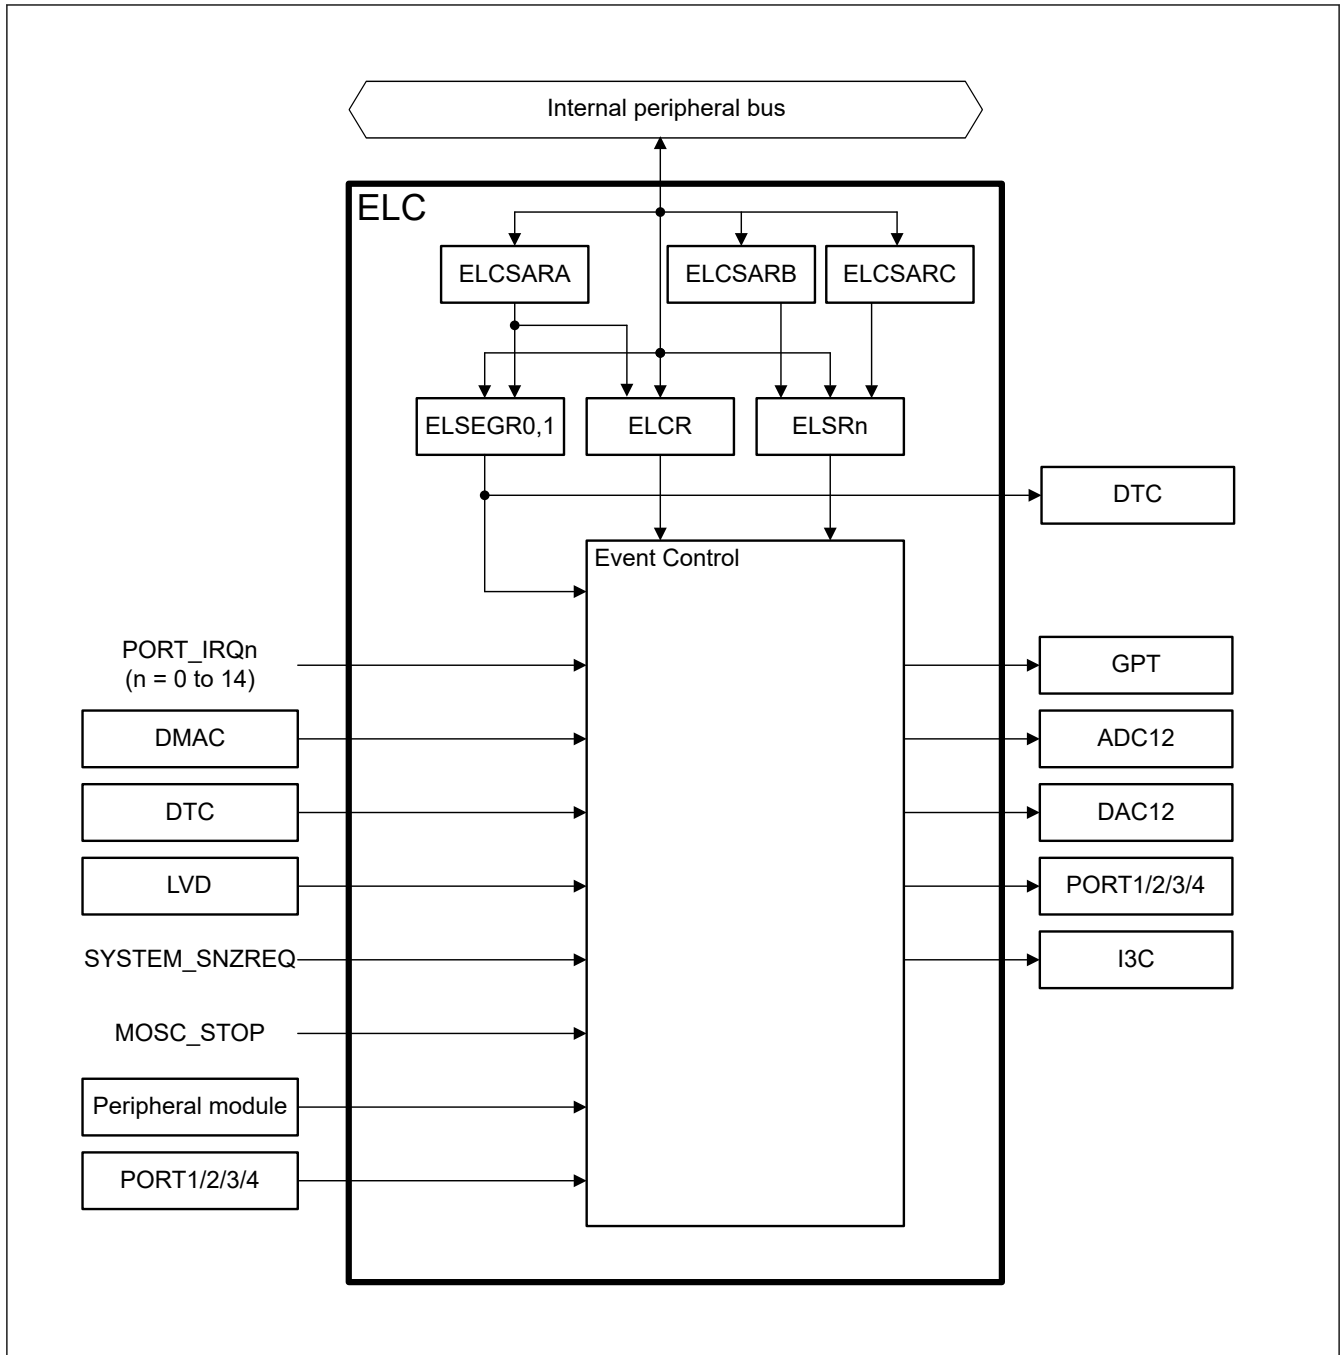 Internal peripheral bus
ELC
ELCSARA
ELCSARB
ELCSARC
ELSEGR0,1
ELCR
ELSRn
DTC
Event Control
PORT_IRQn
(n = 0 to 14)
GPT
DMAC
ADC12
DTC
DAC12
LVD
PORT1/2/3/4
SYSTEM_SNZREQ
I3C
MOSC_STOP
Peripheral module
PORT1/2/3/4